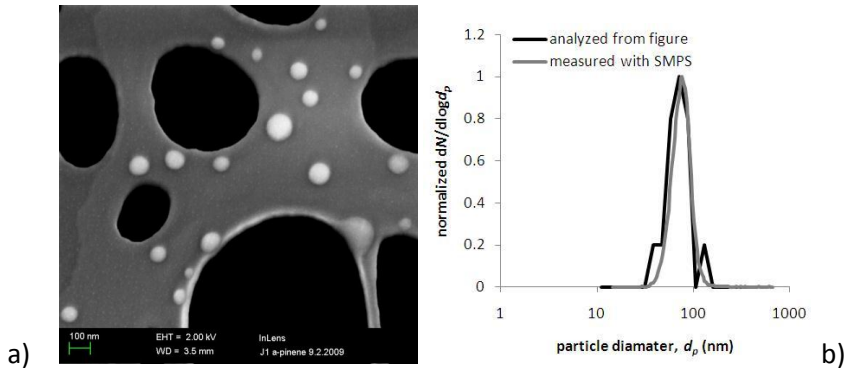 100 nm
EHT = 2.00 kV
WD = 3.5 mm
InLens
J1 a-pinene 9.2.2009
a)
analyzed from figure
measured with SMPS
normalized dN/dlogdp
1.2
1
0.8
0.6
0.4
0.2
0
1 10 100 1000
particle diamater, dp (nm)
b)